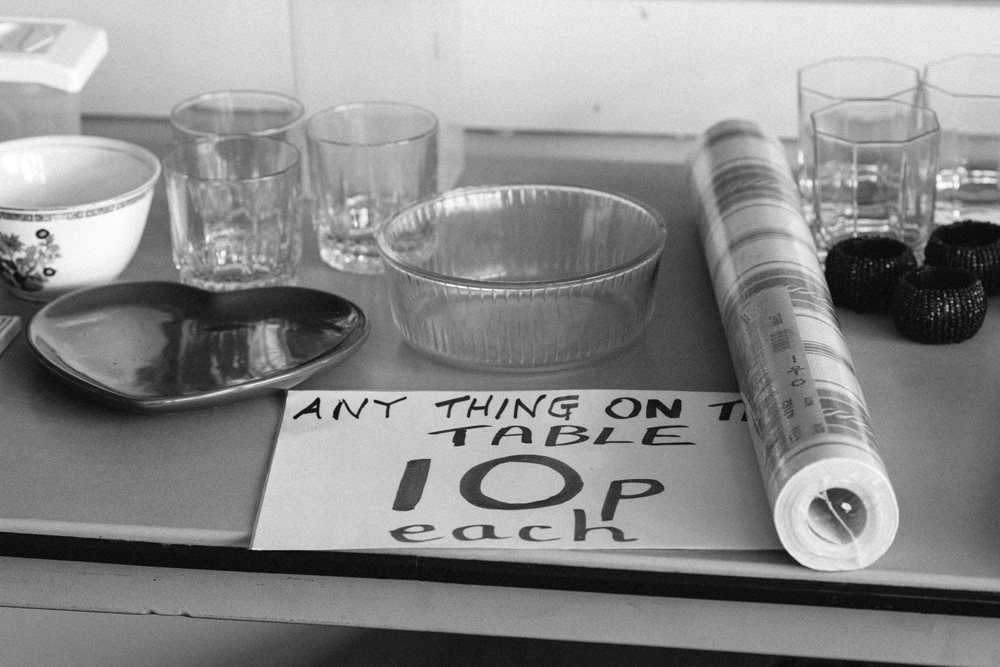 ANY THING ON T
TABLE
10p
each